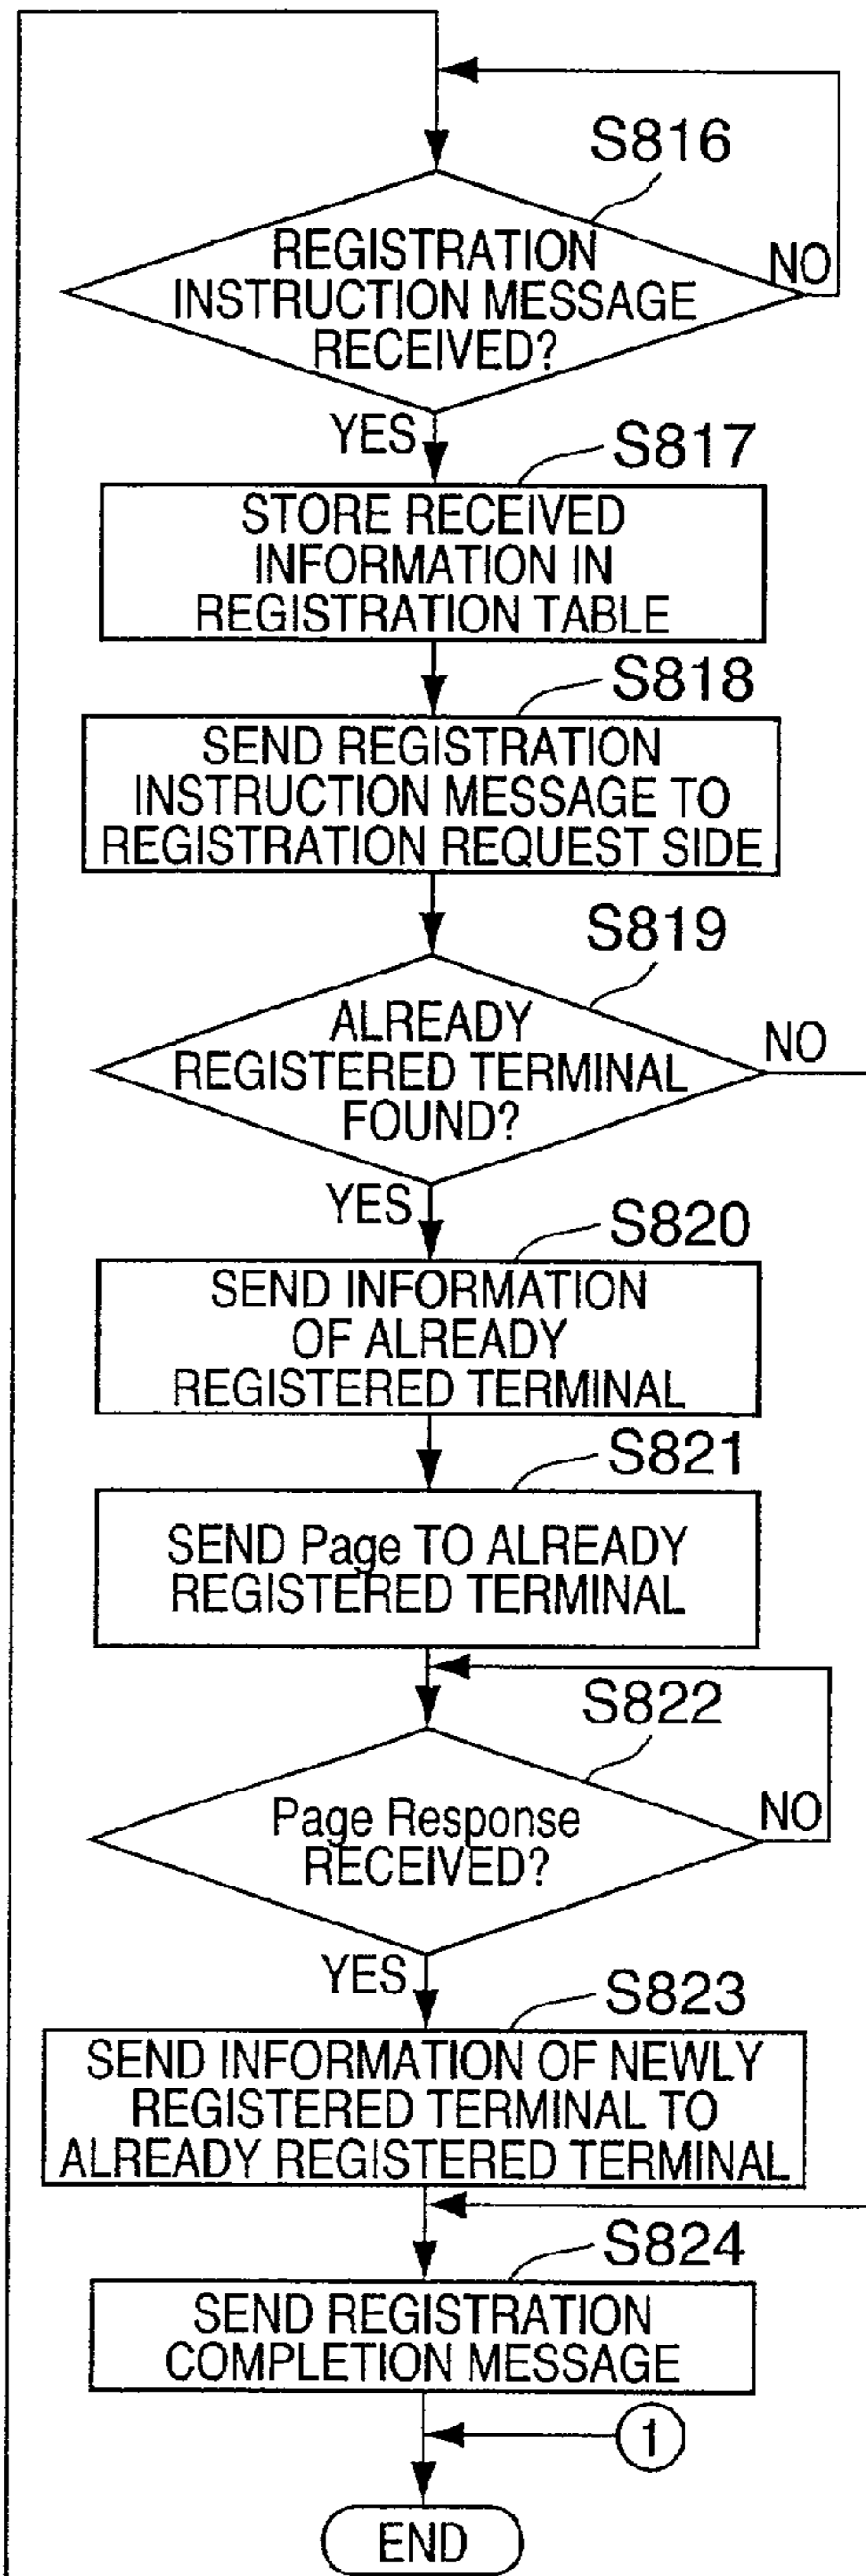 S816
REGISTRATION
INSTRUCTION MESSAGE
RECEIVED?
NO
YES
S817
STORE RECEIVED
INFORMATION IN
REGISTRATION TABLE
S818
SEND REGISTRATION
INSTRUCTION MESSAGE TO
REGISTRATION REQUEST SIDE
S819
ALREADY
REGISTERED TERMINAL
FOUND?
NO
YES
S820
SEND INFORMATION
OF ALREADY
REGISTERED TERMINAL
S821
SEND Page TO ALREADY
REGISTERED TERMINAL
S822
Page Response
RECEIVED?
NO
YES
S823
SEND INFORMATION OF NEWLY
REGISTERED TERMINAL TO
ALREADY REGISTERED TERMINAL
S824
SEND REGISTRATION
COMPLETION MESSAGE
1
END